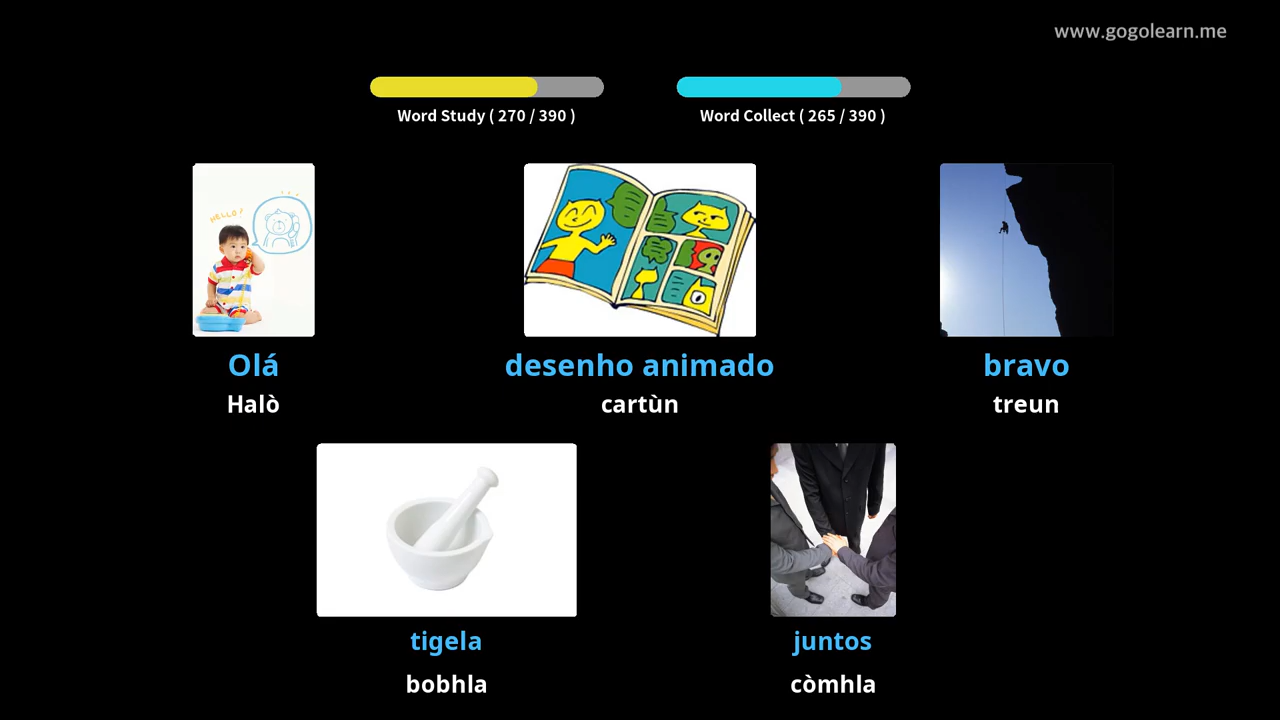 www.gogolearn.me
Word Study ( 270 / 390 )
Word Collect ( 265 / 390 )
HELLO?
Olá
desenho animado
bravo
Halò
cartùn
treun
tigela
juntos
bobhla
còmhla